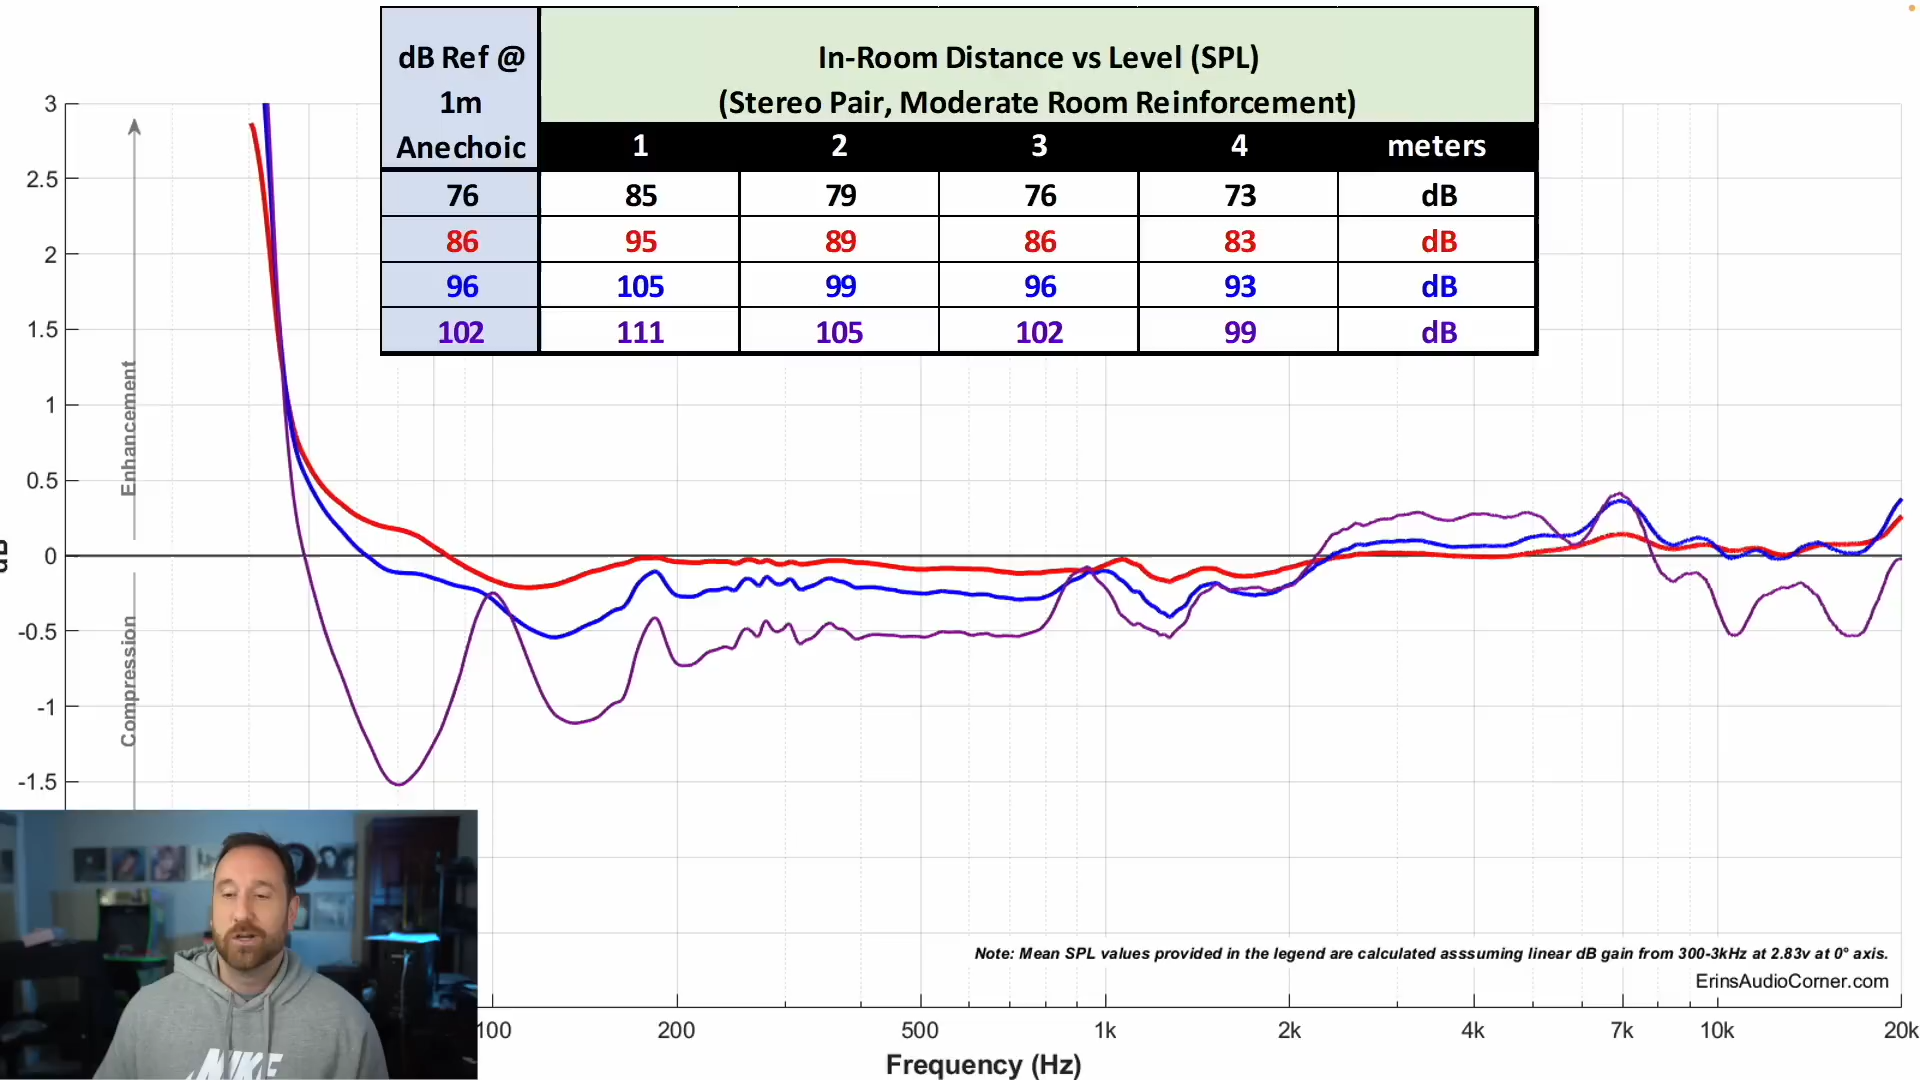 dB Ref @
1m
Anechoic
In-Room Distance vs Level (SPL)
(Stereo Pair, Moderate Room Reinforcement)
1 2 3 4 meters
76 85 79 76 73 dB
86 95 89 86 83 dB
96 105 99 96 93 dB
102 111 105 102 99 dB
3
2.5
2
1.5
1
0.5
0
-0.5
-1
-1.5
dB
Enhancement
Compression
Note: Mean SPL values provided in the legend are calculated asssuming linear dB gain from 300-3kHz at 2.83v at 0° axis.
ErinsAudioCorner.com
100 200 500 1k 2k 4k 7k 10k 20k
Frequency (Hz)
NIKE